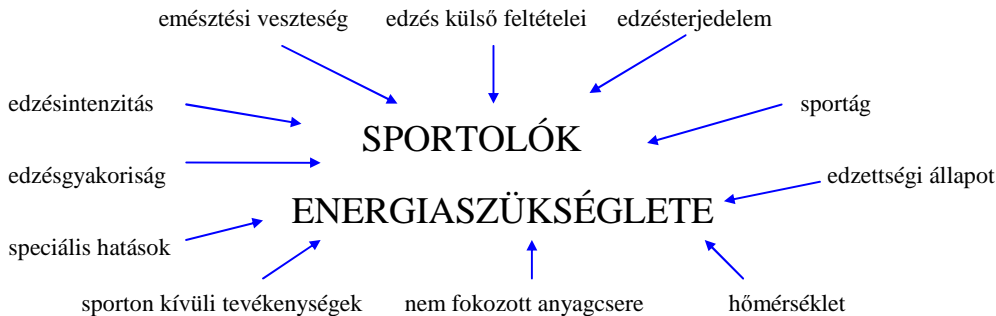 emésztési veszteség edzés külső feltételei edzésterjedelem
edzésintenzitás sportág
SPORTOLÓK
edzésgyakoriság edzettségi állapot
ENERGIASZÜKSÉGLETE
speciális hatások
sporton kívüli tevékenységek nem fokozott anyagcsere hőmérséklet